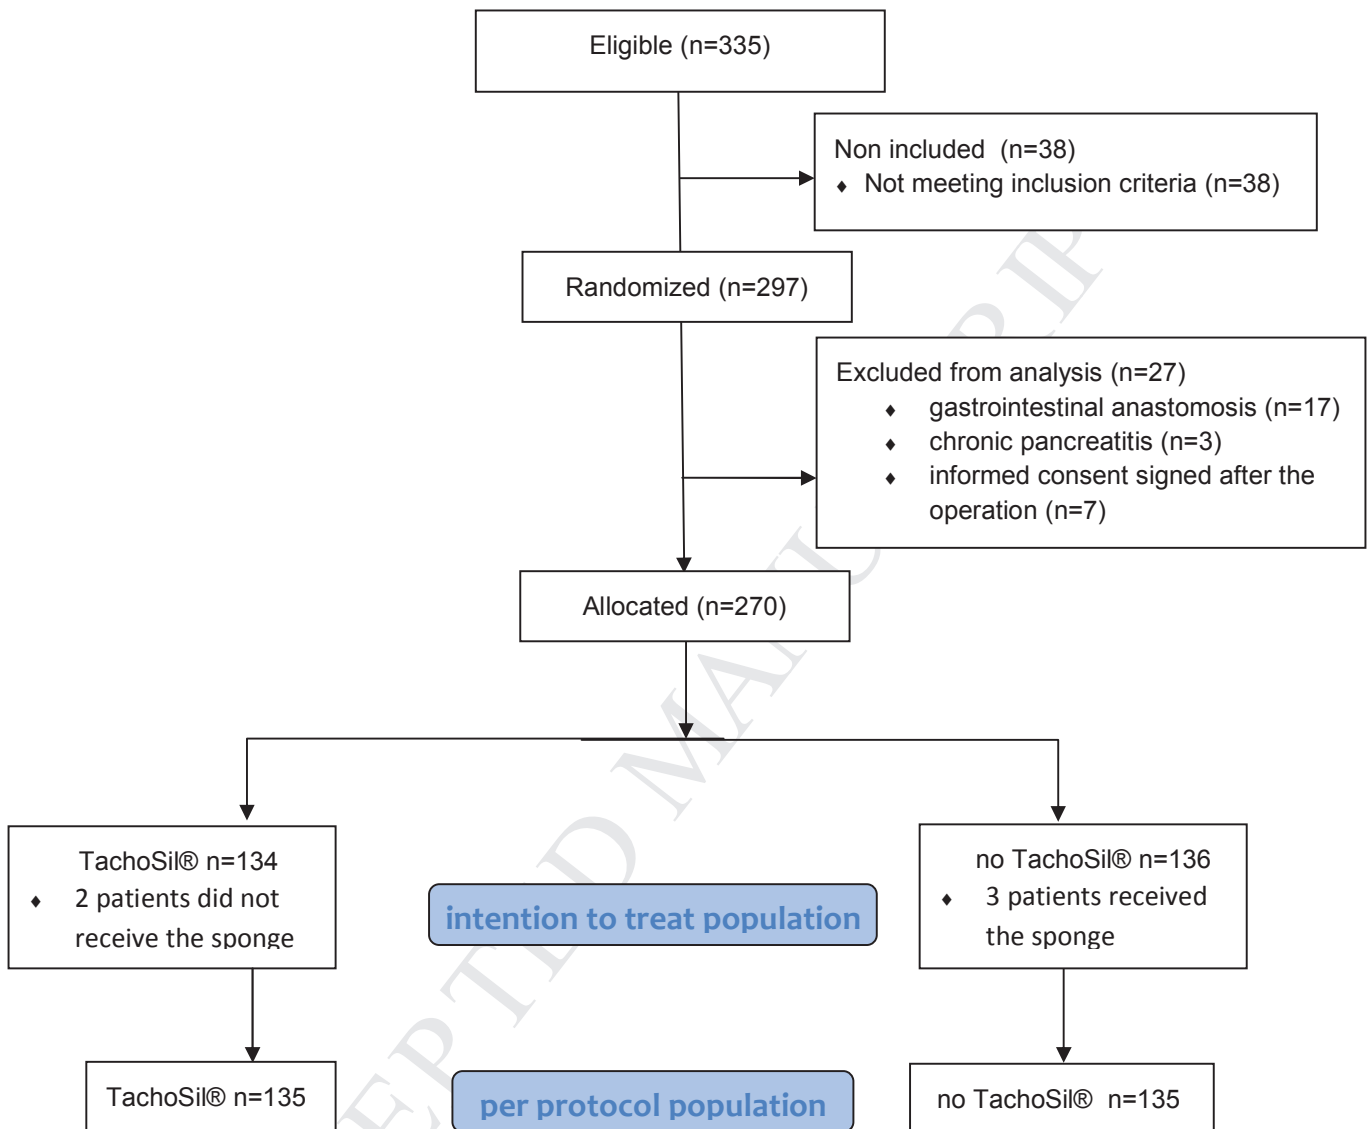 Eligible (n=335)
Non included (n=38)
♦ Not meeting inclusion criteria (n=38)
Randomized (n=297)
Excluded from analysis (n=27)
♦ gastrointestinal anastomosis (n=17)
♦ chronic pancreatitis (n=3)
♦ informed consent signed after the
operation (n=7)
Allocated (n=270)
TachoSil® n=134
♦ 2 patients did not
receive the sponge
intention to treat population
no TachoSil® n=136
♦ 3 patients received
the sponge
TachoSil® n=135
per protocol population
no TachoSil® n=135